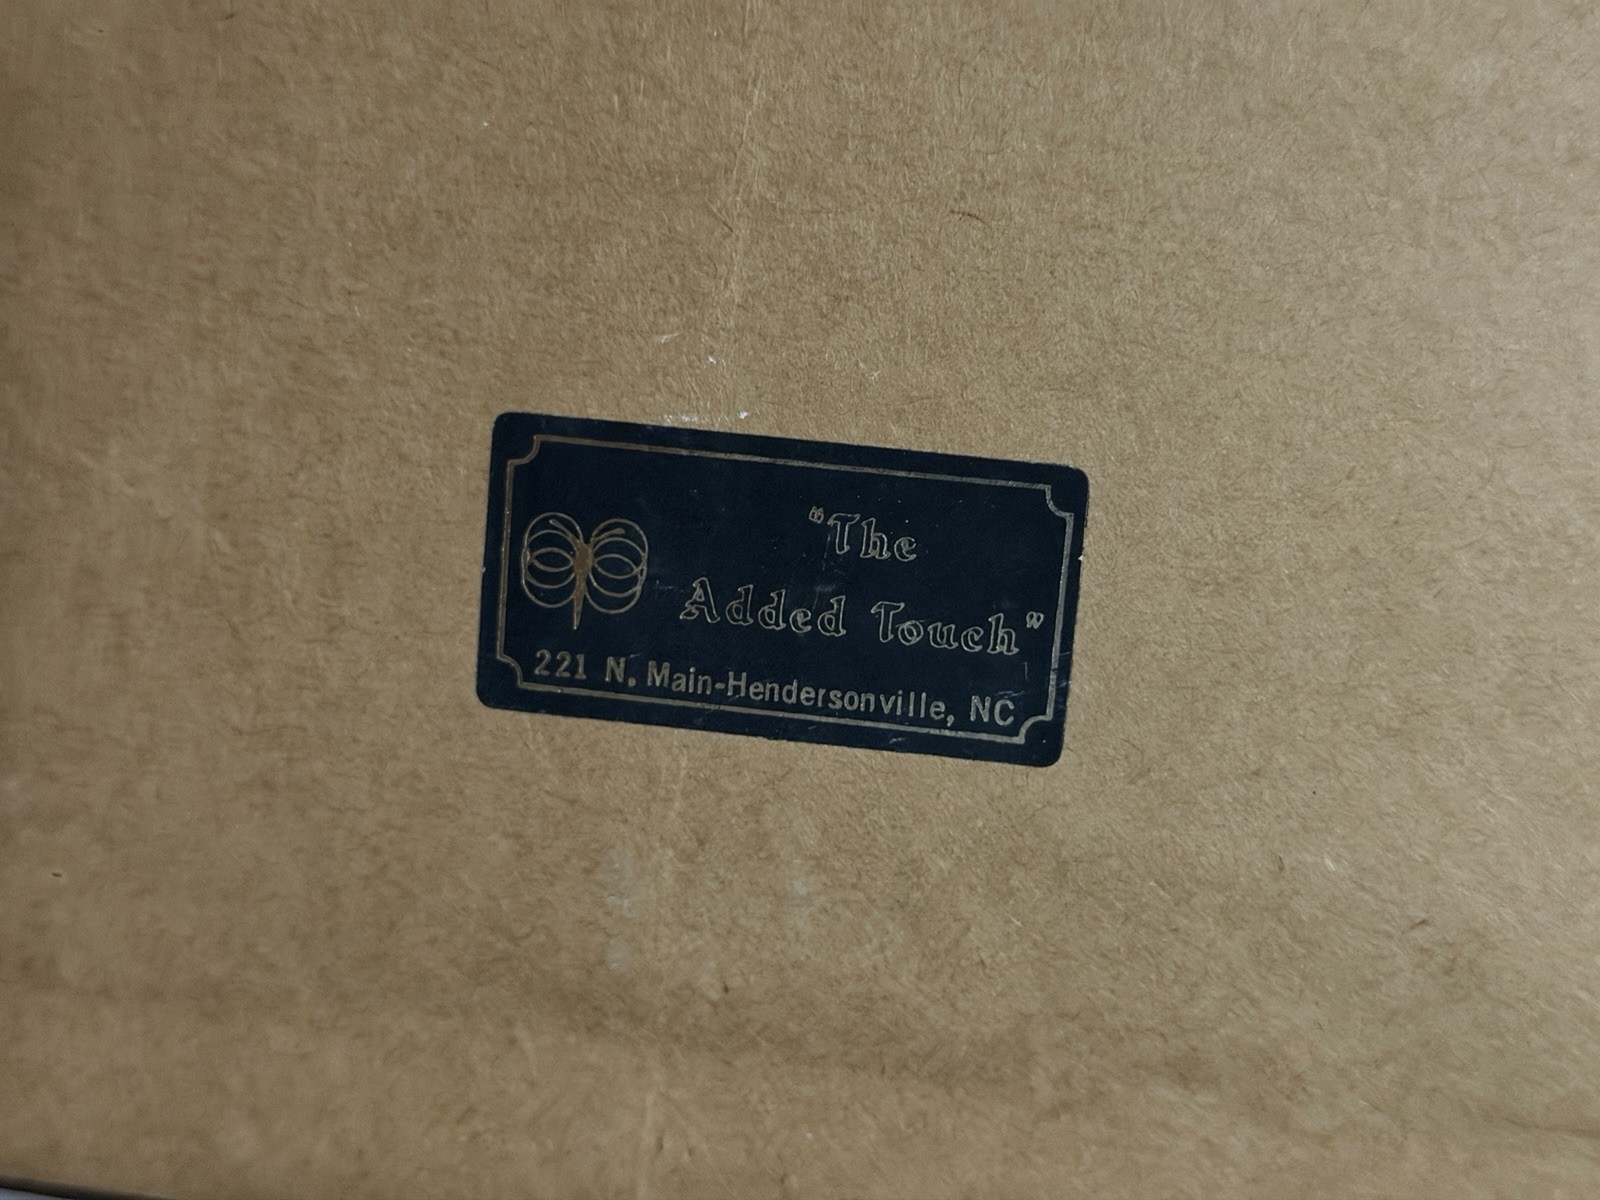 "The
Added Touch"
221 N. Main-Hendersonville, NC